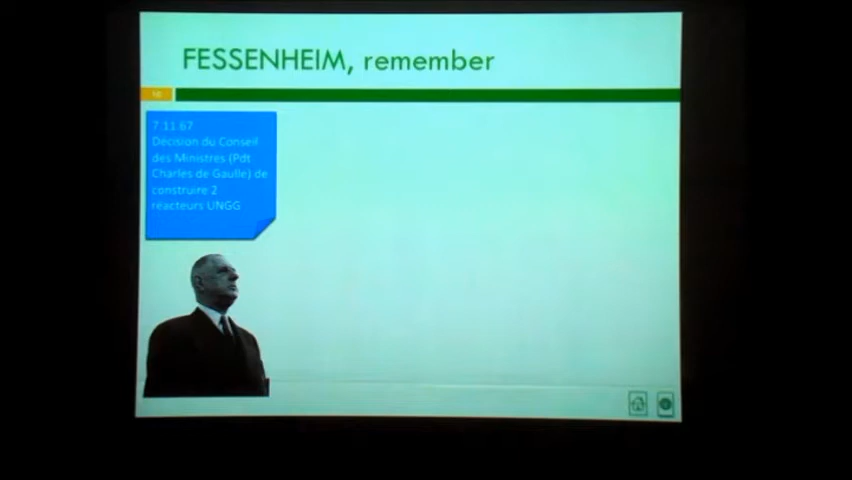 FESSENHEIM, remember
7.11.67
Décision du Conseil
des Ministres (Pdt
Charles de Gaulle) de
construire 2
réacteurs UNGG